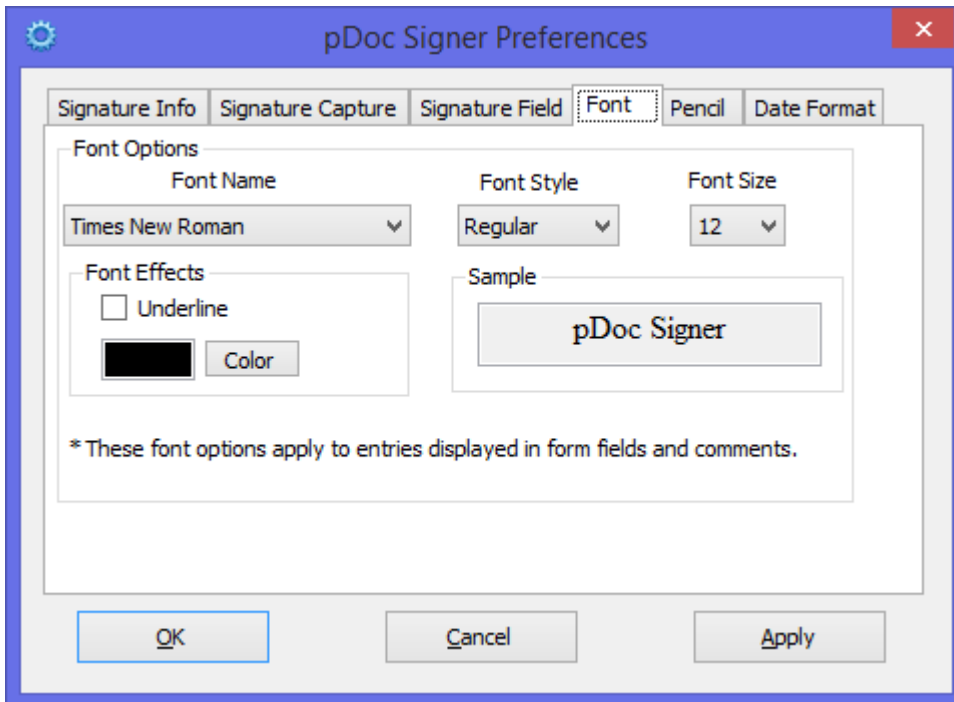 pDoc Signer Preferences
Signature Info Signature Capture Signature Field Font Pencil Date Format
Font Options
Font Name Font Style Font Size
Times New Roman Regular 12
Font Effects Sample
Underline
pDoc Signer
Color
* These font options apply to entries displayed in form fields and comments.
OK Cancel Apply